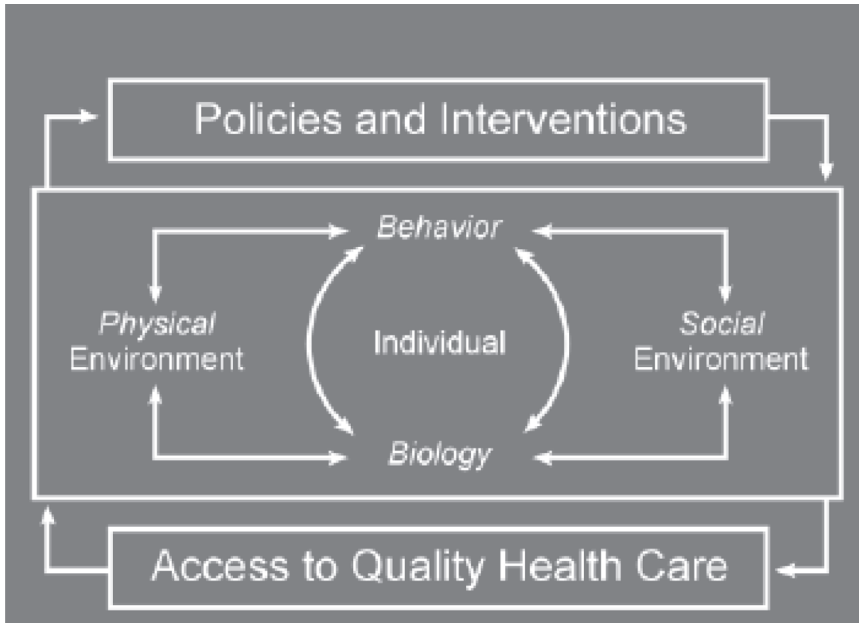 Policies and Interventions
Behavior
Physical
Environment
Individual
Social
Environment
Biology
Access to Quality Health Care